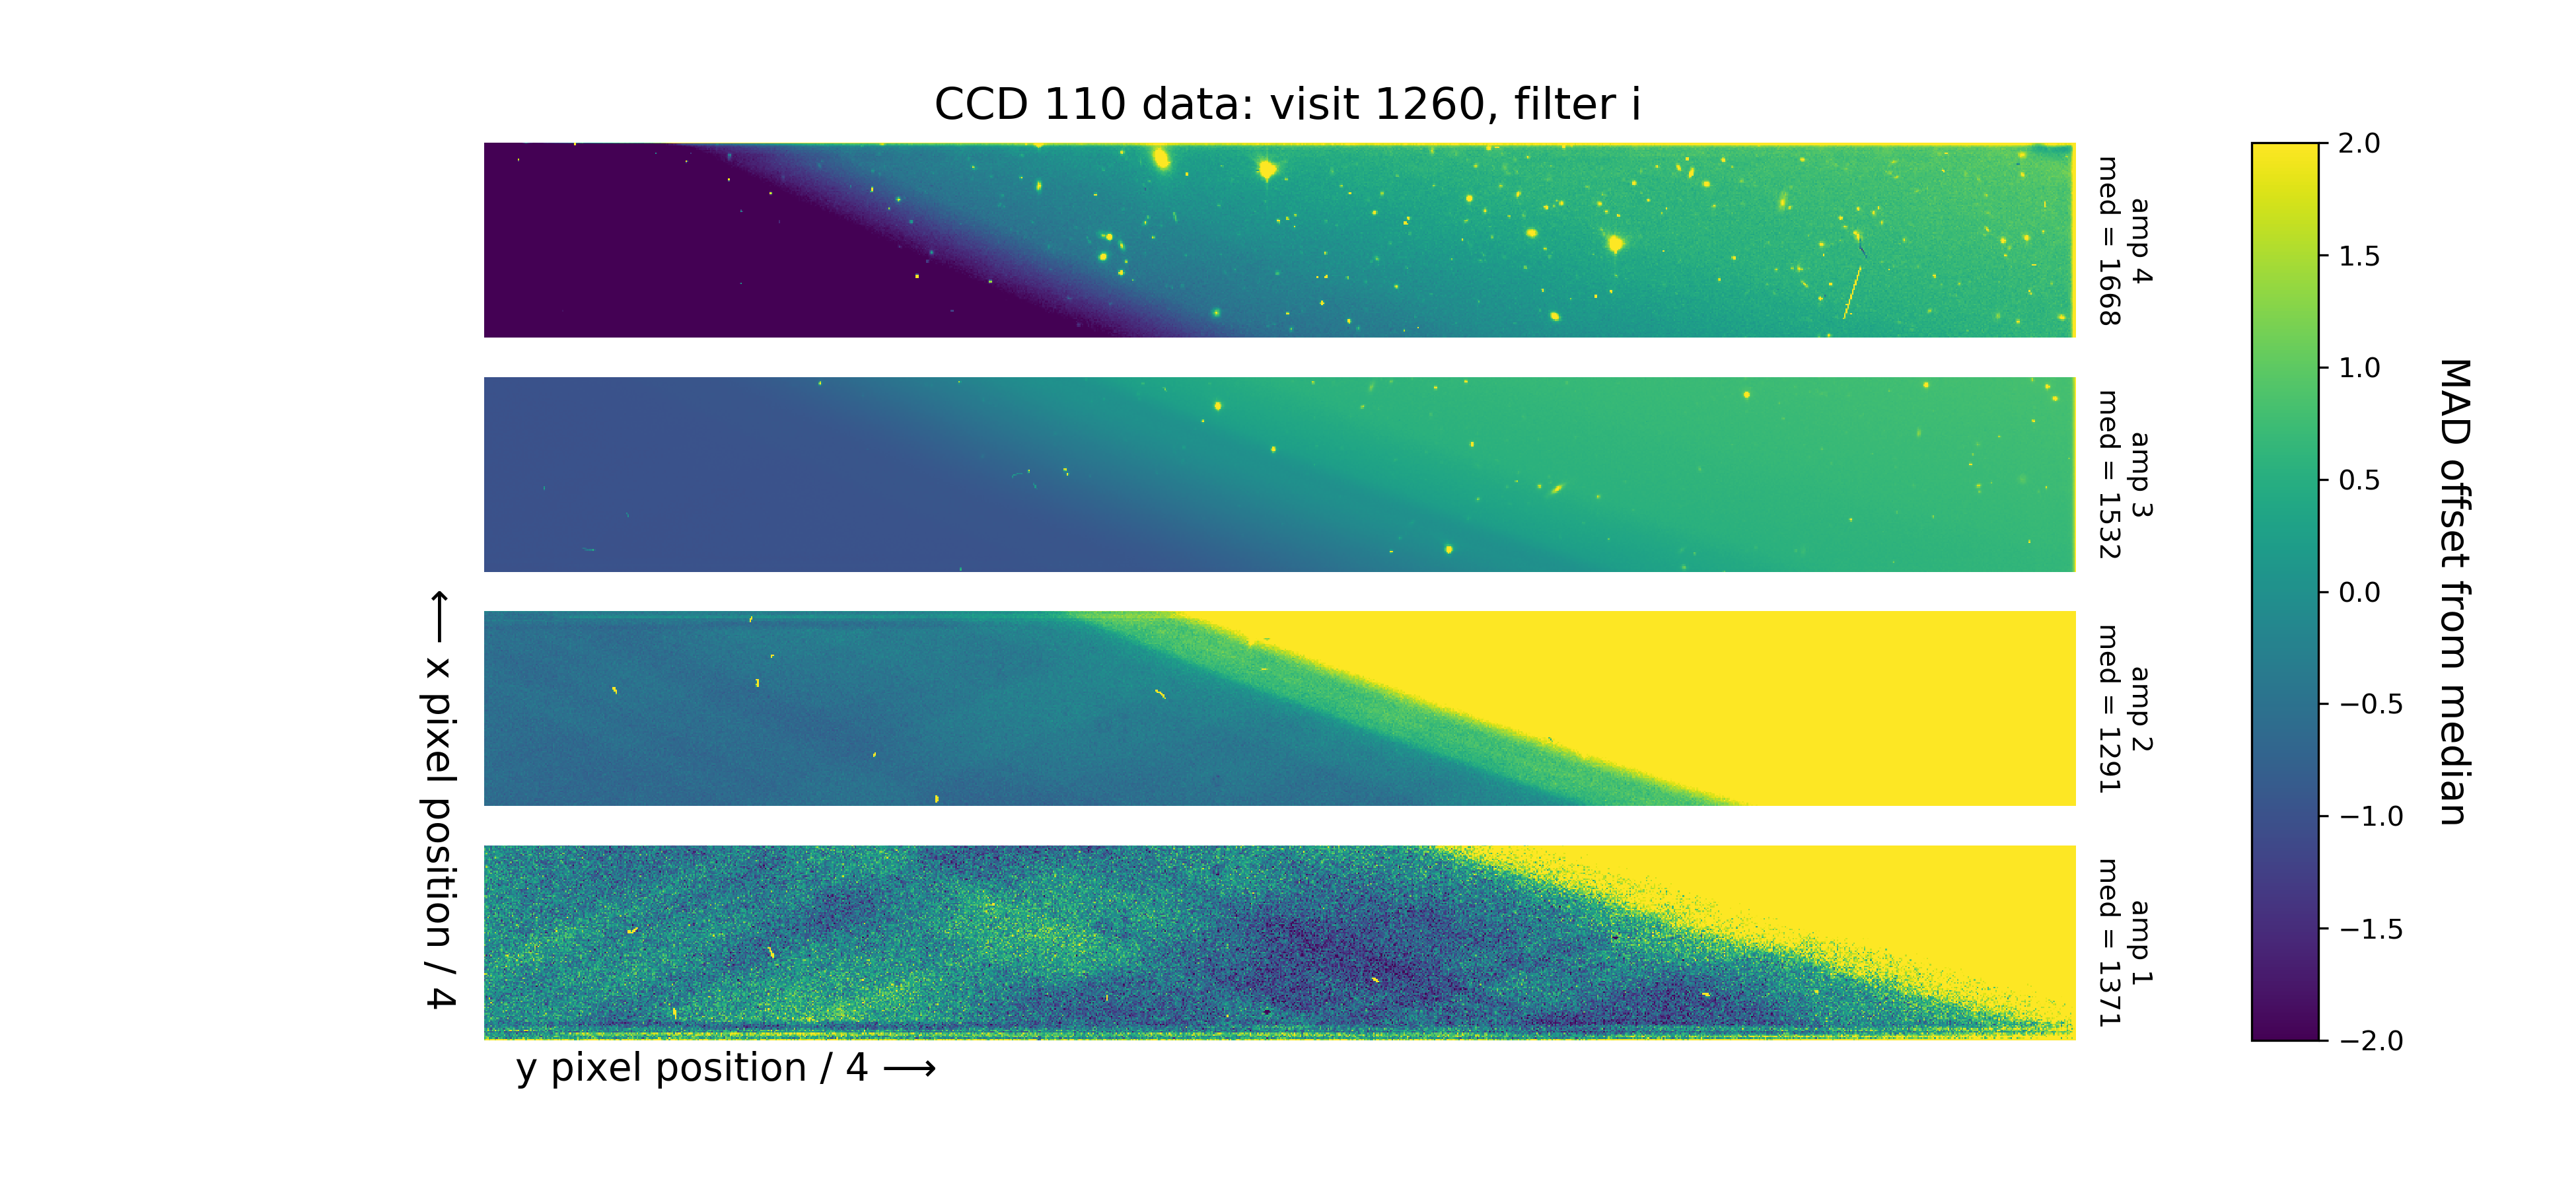 CCD 110 data: visit 1260, filter i
amp 4
med = 1668
amp 3
med = 1532
amp 2
med = 1291
amp 1
med = 1371
⟵ x pixel position / 4
y pixel position / 4 ⟶
2.0
1.5
1.0
0.5
0.0
−0.5
−1.0
−1.5
−2.0
MAD offset from median